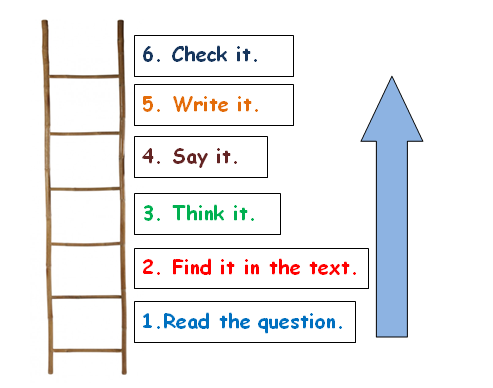 6. Check it.
5. Write it.
4. Say it.
3. Think it.
2. Find it in the text.
1.Read the question.